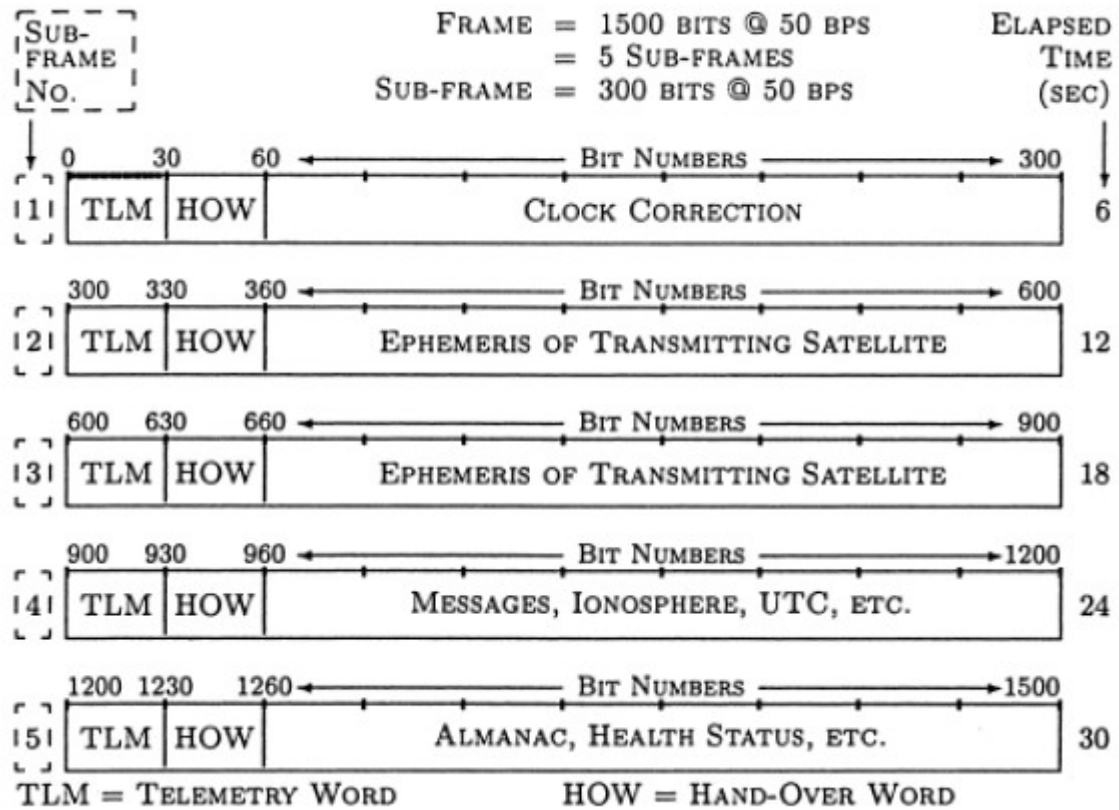 SUB-FRAME NO.
FRAME = 1500 BITS @ 50 BPS
= 5 SUB-FRAMES
SUB-FRAME = 300 BITS @ 50 BPS
ELAPSED TIME (SEC)
0 30 60 BIT NUMBERS 300
1 TLM HOW CLOCK CORRECTION 6
300 330 360 BIT NUMBERS 600
2 TLM HOW EPHEMERIS OF TRANSMITTING SATELLITE 12
600 630 660 BIT NUMBERS 900
3 TLM HOW EPHEMERIS OF TRANSMITTING SATELLITE 18
900 930 960 BIT NUMBERS 1200
4 TLM HOW MESSAGES, IONOSPHERE, UTC, ETC. 24
1200 1230 1260 BIT NUMBERS 1500
5 TLM HOW ALMANAC, HEALTH STATUS, ETC. 30
TLM = TELEMETRY WORD HOW = HAND-OVER WORD